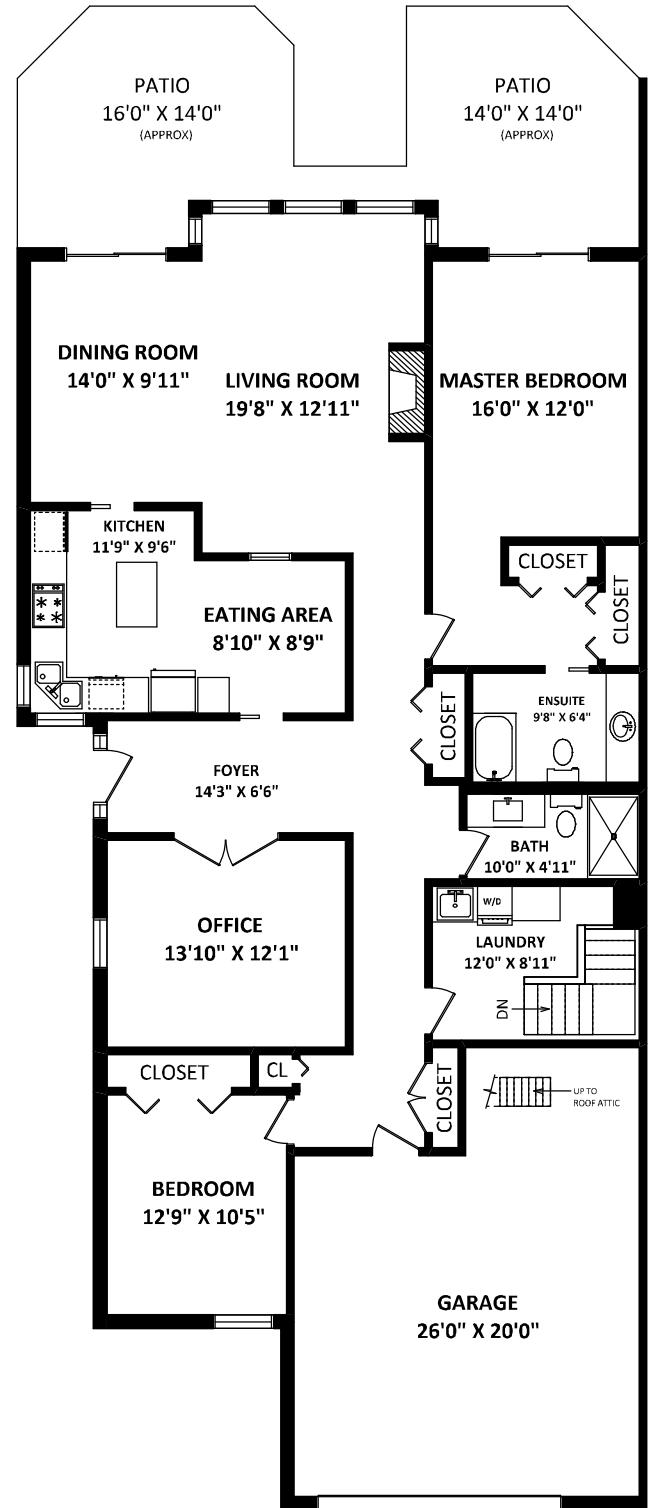 PATIO
16'0" X 14'0"
(APPROX)
PATIO
14'0" X 14'0"
(APPROX)
DINING ROOM
14'0" X 9'11"
LIVING ROOM
19'8" X 12'11"
MASTER BEDROOM
16'0" X 12'0"
KITCHEN
11'9" X 9'6"
CLOSET
CLOSET
EATING AREA
8'10" X 8'9"
CLOSET
ENSUITE
9'8" X 6'4"
FOYER
14'3" X 6'6"
BATH
10'0" X 4'11"
OFFICE
13'10" X 12'1"
W/D
LAUNDRY
12'0" X 8'11"
DN
CLOSET
CL
CLOSET
UP TO
ROOF ATTIC
BEDROOM
12'9" X 10'5"
GARAGE
26'0" X 20'0"